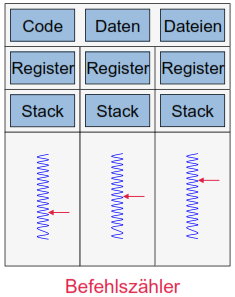 Code Daten Dateien
Register Register Register
Stack Stack Stack
Befehlszähler